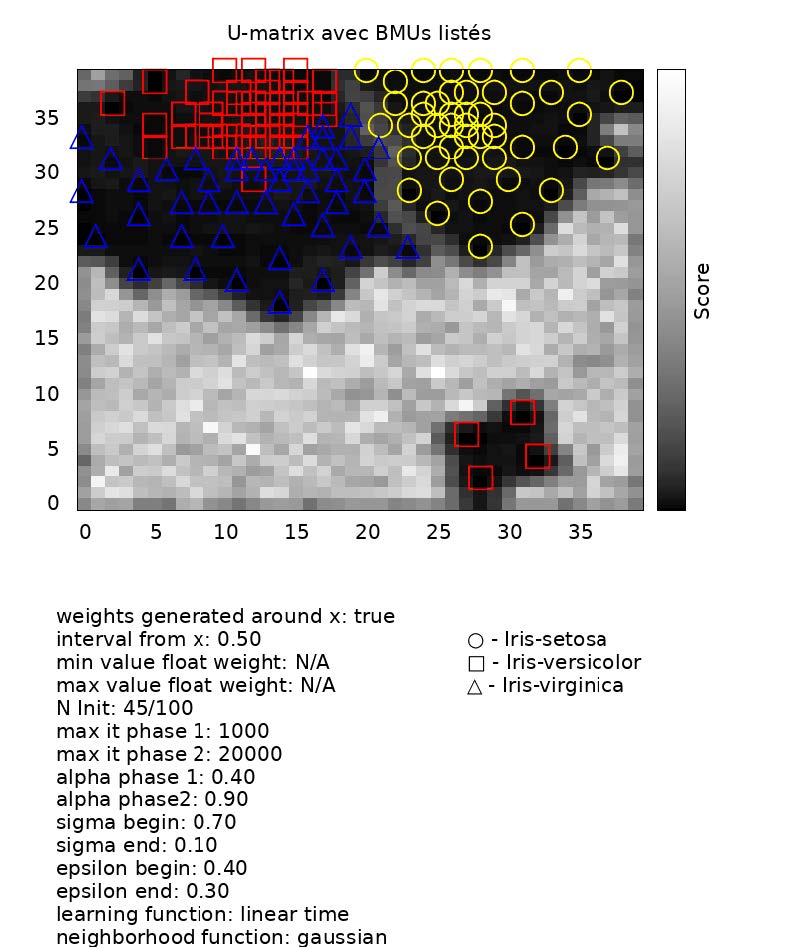 U-matrix avec BMUs listés
35
30
25
20
15
10
5
0
0 5 10 15 20 25 30 35
Score
weights generated around x: true
interval from x: 0.50
min value float weight: N/A
max value float weight: N/A
N Init: 45/100
max it phase 1: 1000
max it phase 2: 20000
alpha phase 1: 0.40
alpha phase2: 0.90
sigma begin: 0.70
sigma end: 0.10
epsilon begin: 0.40
epsilon end: 0.30
learning function: linear time
neighborhood function: gaussian
○ - Iris-setosa
□ - Iris-versicolor
△ - Iris-virginica